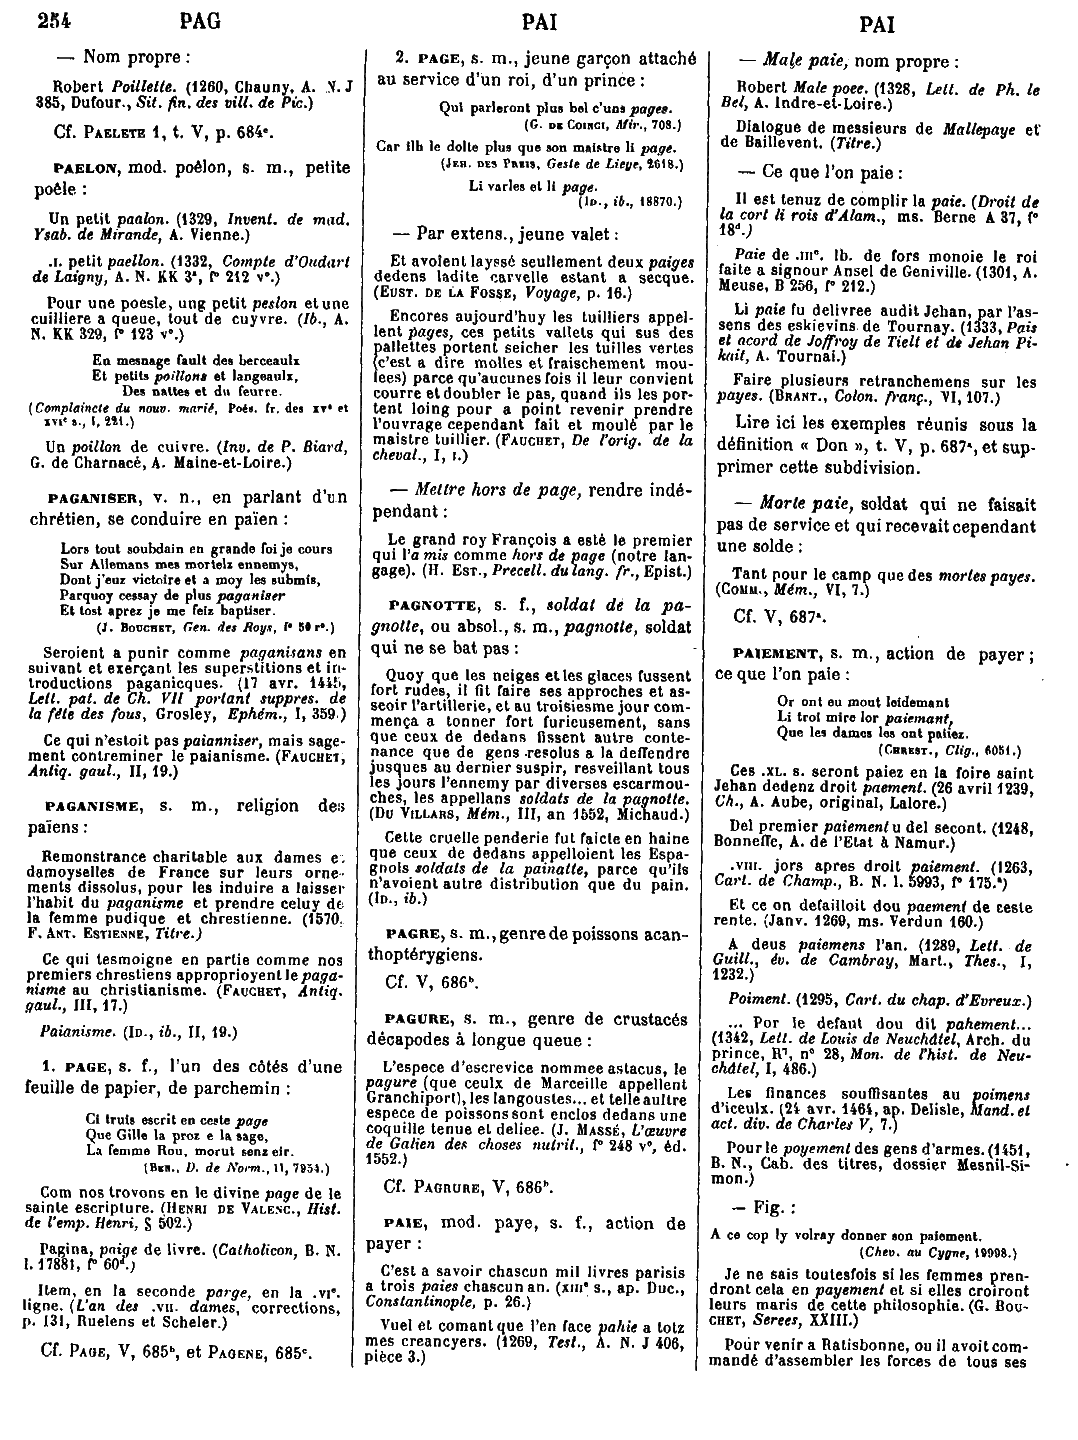 254 PAG PAI PAI
— Nom propre :
Robert Poillette. (1260, Chauny, A. N. J
385, Dufour., Sit. fin. des vill. de Pic.)
Cf. PAELETE 1, t. V, p. 684ᵉ.
PAELON, mod. poêlon, s. m., petite
poêle :
Un petit paalon. (1329, Invent. de mad.
Ysab. de Mirande, A. Vienne.)
.I. petit paellon. (1332, Compte d'Oudart
de Laigny, A. N. KK 3ᵃ, fᵒ 212 vᵒ.)
Pour une poesle, ung petit peslon et une
cuilliere a queue, tout de cuyvre. (Ib., A.
N. KK 329, fᵒ 123 vᵒ.)
En mesnage fault des berceaulx
Et petits poillons et langeaulx,
Des nattes et du feurre.
(Complaincte du nouv. marié, Poés. fr. des XVᵉ et
XVIᵉ s., I, 221.)
Un poillon de cuivre. (Inv. de P. Biard,
G. de Charnacé, A. Maine-et-Loire.)
PAGANISER, v. n., en parlant d'un
chrétien, se conduire en païen :
Lors tout soubdain en grande foi je cours
Sur Allemans mes mortelz ennemys,
Dont j'euz victoire et a moy les submis,
Parquoy cessay de plus paganiser
Et tost aprez je me feiz baptiser.
(J. BOUCHET, Gen. des Roys, fᵒ 50 rᵒ.)
Seroient a punir comme paganisans en
suivant et exerçant les superstitions et in-
troductions paganicques. (17 avr. 1445,
Lett. pat. de Ch. VII portant suppres. de
la fête des fous, Grosley, Ephém., I, 359.)
Ce qui n'estoit pas paianniser, mais sage-
ment contreminer le paianisme. (FAUCHET,
Antiq. gaul., II, 19.)
PAGANISME, s. m., religion des
païens :
Remonstrance charitable aux dames e.
damoyselles de France sur leurs orne-
ments dissolus, pour les induire a laisser
l'habit du paganisme et prendre celuy de
la femme pudique et chrestienne. (1570.
F. ANT. ESTIENNE, Titre.)
Ce qui tesmoigne en partie comme nos
premiers chrestiens approprioyent le paga-
nisme au christianisme. (FAUCHET, Antiq.
gaul., III, 17.)
Paianisme. (ID., ib., II, 19.)
1. PAGE, s. f., l'un des côtés d'une
feuille de papier, de parchemin :
Ci truis escrit en ceste page
Que Gille la proz e la sage,
La femme Rou, morut senz eir.
(BEN., D. de Norm., II, 7954.)
Com nos trovons en le divine page de le
sainte escripture. (HENRI DE VALENC., Hist.
de l'emp. Henri, § 502.)
Pagina, paige de livre. (Catholicon, B. N.
l. 17881, fᵒ 60ᵈ.)
Item, en la seconde parge, en la .VIᵉ.
ligne. (L'an des .VII. dames, corrections,
p. 131, Ruelens et Scheler.)
Cf. PAGE, V, 685ᵇ, et PAGENE, 685ᶜ.
2. PAGE, s. m., jeune garçon attaché
au service d'un roi, d'un prince :
Qui parleront plus bel c'uns pages.
(G. DE COINCI, Mir., 708.)
Car ilh le doite plus que son maistre li page.
(JEH. DES PREIS, Geste de Liege, 2618.)
Li varles et li page.
(ID., ib., 18870.)
— Par extens., jeune valet :
Et avoient layssé seullement deux paiges
dedens ladite carvelle estant a secque.
(EUST. DE LA FOSSE, Voyage, p. 16.)
Encores aujourd'huy les tuilliers appel-
lent pages, ces petits vallets qui sus des
pallettes portent seicher les tuilles vertes
(c'est a dire molles et fraischement mou-
lees) parce qu'aucunes fois il leur convient
courre et doubler le pas, quand ils les por-
tent loing pour a point revenir prendre
l'ouvrage cependant fait et moulé par le
maistre tuillier. (FAUCHET, De l'orig. de la
cheval., I, I.)
— Mettre hors de page, rendre indé-
pendant :
Le grand roy François a esté le premier
qui l'a mis comme hors de page (notre lan-
gage). (H. EST., Precell. du lang. fr., Epist.)
PAGNOTTE, s. f., soldat de la pa-
gnotte, ou absol., s. m., pagnotte, soldat
qui ne se bat pas :
Quoy que les neiges et les glaces fussent
fort rudes, il fit faire ses approches et as-
seoir l'artillerie, et au troisiesme jour com-
mença a tonner fort furieusement, sans
que ceux de dedans fissent autre conte-
nance que de gens resolus a la deffendre
jusques au dernier suspir, resveillant tous
les jours l'ennemy par diverses escarmou-
ches, les appellans soldats de la pagnotte.
(DU VILLARS, Mém., III, an 1552, Michaud.)
Cette cruelle penderie fut faicte en haine
que ceux de dedans appelloient les Espa-
gnols soldats de la painatte, parce qu'ils
n'avoient autre distribution que du pain.
(ID., ib.)
PAGRE, s. m., genre de poissons acan-
thoptérygiens.
Cf. V, 686ᵇ.
PAGURE, s. m., genre de crustacés
décapodes à longue queue :
L'espece d'escrevice nommee astacus, le
pagure (que ceulx de Marceille appellent
Granchiport), les langoustes... et telle aultre
espece de poissons sont enclos dedans une
coquille tenue et deliee. (J. MASSÉ, L'œuvre
de Galien des choses nutrit., fᵒ 248 vᵒ, éd.
1552.)
Cf. PAGRURE, V, 686ᵇ.
PAIE, mod. paye, s. f., action de
payer :
C'est a savoir chascun mil livres parisis
a trois paies chascun an. (XIIIᵉ s., ap. Duc.,
Constantinople, p. 26.)
Vuel et comant que l'en face pahie a totz
mes creancyers. (1269, Test., A. N. J 406,
pièce 3.)
— Male paie, nom propre :
Robert Male poee. (1328, Lett. de Ph. le
Bel, A. Indre-et-Loire.)
Dialogue de messieurs de Mallepaye et
de Baillevent. (Titre.)
— Ce que l'on paie :
Il est tenuz de complir la paie. (Droit de
la cort li rois d'Alam., ms. Berne A 37, fᵒ
18ᵈ.)
Paie de .IIIᶜ. lb. de fors monoie le roi
faite a signour Ansel de Geniville. (1301, A.
Meuse, B 256, fᵒ 212.)
Li paie fu delivree audit Jehan, par l'as-
sens des eskievins de Tournay. (1333, Pais
et acord de Joffroy de Tielt et de Jehan Pi-
kait, A. Tournai.)
Faire plusieurs retranchemens sur les
payes. (BRANT., Colon. franç., VI, 107.)
Lire ici les exemples réunis sous la
définition « Don », t. V, p. 687ᵃ, et sup-
primer cette subdivision.
— Morte paie, soldat qui ne faisait
pas de service et qui recevait cependant
une solde :
Tant pour le camp que des mortes payes.
(COMM., Mém., VI, 7.)
Cf. V, 687ᵃ.
PAIEMENT, s. m., action de payer ;
ce que l'on paie :
Or ont eu mout leidemant
Li troi mire lor paiemant,
Que les dames les ont paiiez.
(CHREST., Clig., 6051.)
Ces .XL. s. seront paiez en la foire saint
Jehan dedenz droit paement. (26 avril 1239,
Ch., A. Aube, original, Lalore.)
Del premier paiement u del secont. (1248,
Bonneffe, A. de l'Etat à Namur.)
.VIII. jors apres droit paiement. (1263,
Cart. de Champ., B. N. l. 5993, fᵒ 175.ᵃ)
Et ce on defailloit dou paement de ceste
rente. (Janv. 1269, ms. Verdun 160.)
A deus paiemens l'an. (1289, Lett. de
Guill., év. de Cambray, Mart., Thes., I,
1232.)
Poiment. (1295, Cart. du chap. d'Evreux.)
... Por le defaut dou dit pahement...
(1342, Lett. de Louis de Neuchâtel, Arch. du
prince, R⁷, nᵒ 28, Mon. de l'hist. de Neu-
châtel, I, 486.)
Les finances souffisantes au poimens
d'iceulx. (24 avr. 1464, ap. Delisle, Mand. et
act. div. de Charles V, 7.)
Pour le poyement des gens d'armes. (1451,
B. N., Cab. des titres, dossier Mesnil-Si-
mon.)
— Fig. :
A ce cop ly volray donner son paiement.
(Chev. au Cygne, 19998.)
Je ne sais toutesfois si les femmes pren-
dront cela en payement et si elles croiront
leurs maris de cette philosophie. (G. BOU-
CHET, Serees, XXIII.)
Pour venir a Ratisbonne, ou il avoit com-
mandé d'assembler les forces de tous ses